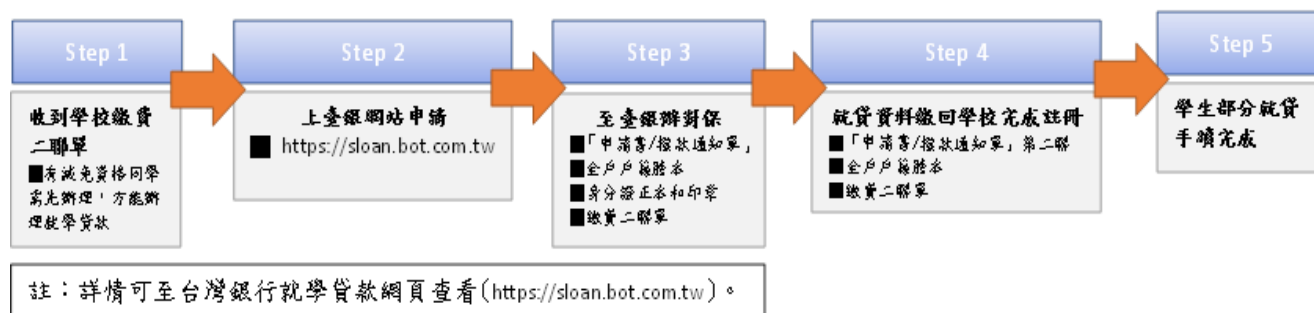 Step 1
收到學校繳費
二聯單
■有減免資格同學
需先辦理，方能辦
理就學貸款
Step 2
上臺銀網站申請
■ https://sloan.bot.com.tw
Step 3
至臺銀辦對保
■「申請書/撥款通知單」
■全戶戶籍謄本
■身分證正本和印章
■繳費二聯單
Step 4
就貸資料繳回學校完成註冊
■「申請書/撥款通知單」第二聯
■全戶戶籍謄本
■繳費二聯單
Step 5
學生部分就貸
手續完成
註：詳情可至台灣銀行就學貸款網頁查看(https://sloan.bot.com.tw)。